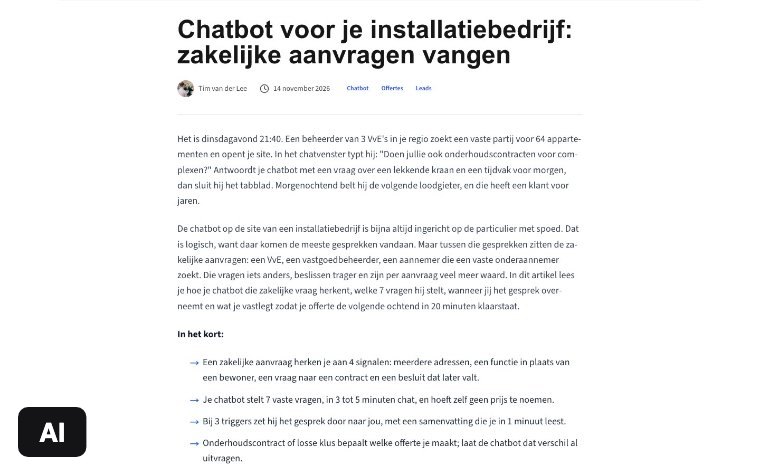 Chatbot voor je installatiebedrijf:
zakelijke aanvragen vangen
Tim van der Lee 14 november 2026 Chatbot Offertes Leads
Het is dinsdagavond 21:40. Een beheerder van 3 VvE's in je regio zoekt een vaste partij voor 64 apparte-
menten en opent je site. In het chatvenster typt hij: "Doen jullie ook onderhoudscontracten voor com-
plexen?" Antwoordt je chatbot met een vraag over een lekkende kraan en een tijdvak voor morgen,
dan sluit hij het tabblad. Morgenochtend belt hij de volgende loodgieter, en die heeft een klant voor
jaren.
De chatbot op de site van een installatiebedrijf is bijna altijd ingericht op de particulier met spoed. Dat
is logisch, want daar komen de meeste gesprekken vandaan. Maar tussen die gesprekken zitten de za-
kelijke aanvragen: een VvE, een vastgoedbeheerder, een aannemer die een vaste onderaannemer
zoekt. Die vragen iets anders, beslissen trager en zijn per aanvraag veel meer waard. In dit artikel lees
je hoe je chatbot die zakelijke vraag herkent, welke 7 vragen hij stelt, wanneer jij het gesprek over-
neemt en wat je vastlegt zodat je offerte de volgende ochtend in 20 minuten klaarstaat.
In het kort:
→ Een zakelijke aanvraag herken je aan 4 signalen: meerdere adressen, een functie in plaats van
een bewoner, een vraag naar een contract en een besluit dat later valt.
→ Je chatbot stelt 7 vaste vragen, in 3 tot 5 minuten chat, en hoeft zelf geen prijs te noemen.
→ Bij 3 triggers zet hij het gesprek door naar jou, met een samenvatting die je in 1 minuut leest.
→ Onderhoudscontract of losse klus bepaalt welke offerte je maakt; laat de chatbot dat verschil al
uitvragen.
AI